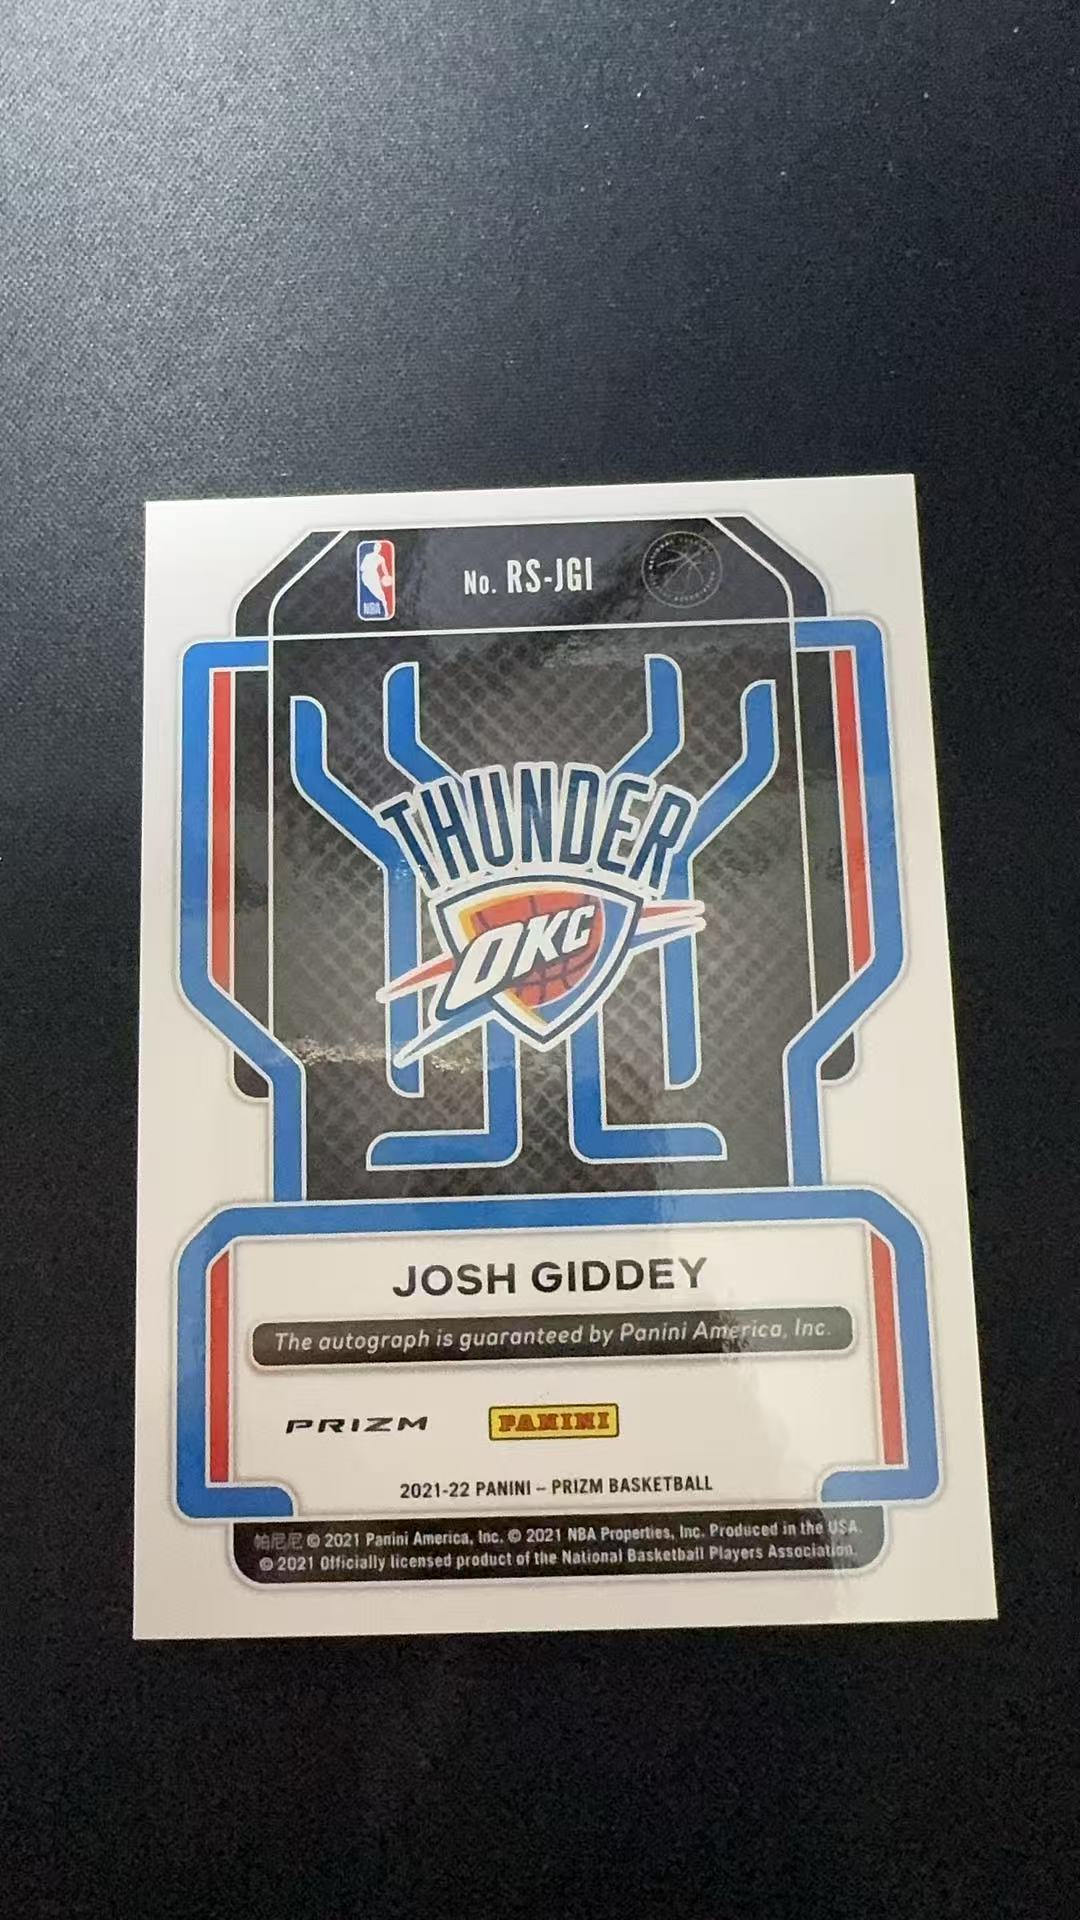 NBA
No. RS-JGI
THUNDER
OKC
JOSH GIDDEY
The autograph is guaranteed by Panini America, Inc.
PRIZM
PANINI
2021-22 PANINI – PRIZM BASKETBALL
帕尼尼 © 2021 Panini America, Inc. © 2021 NBA Properties, Inc. Produced in the USA.
© 2021 Officially licensed product of the National Basketball Players Association.